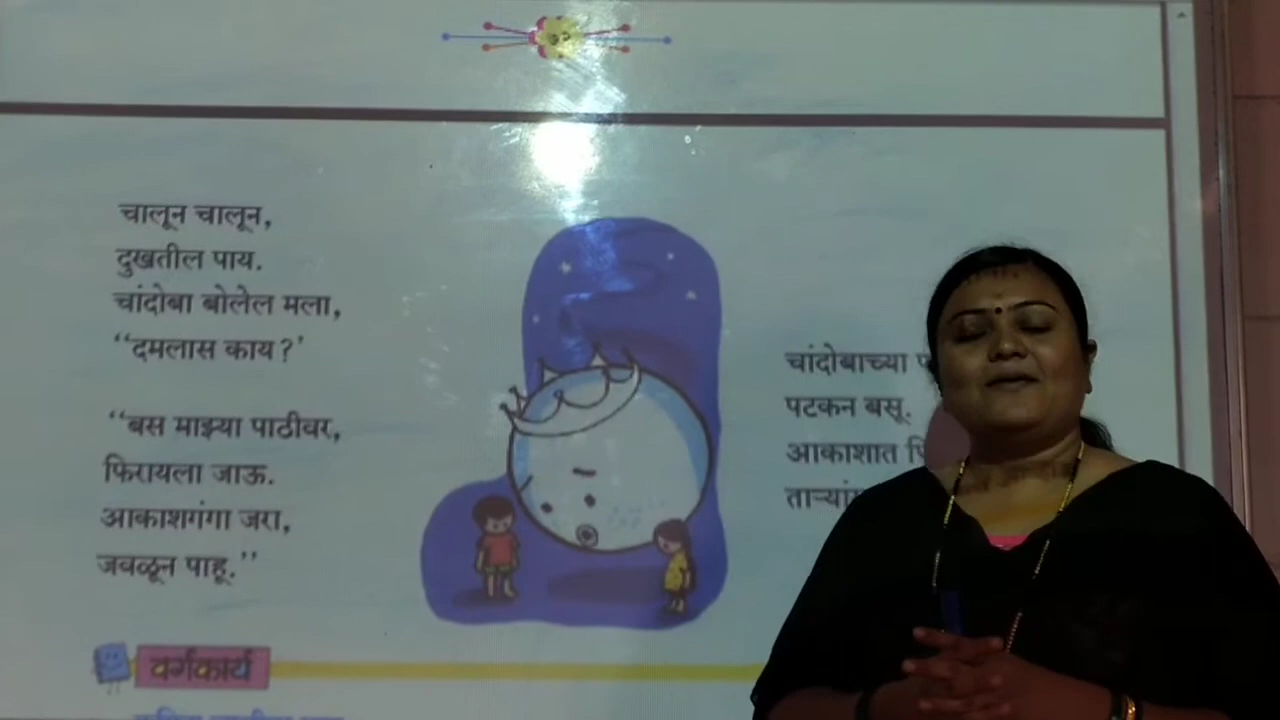 चालून चालून,
दुखतील पाय.
चांदोबा बोलेल मला,
“दमलास काय?’
“बस माझ्या पाठीवर,
फिरायला जाऊ.
आकाशगंगा जरा,
जवळून पाहू.”
चांदोबाच्या
पटकन बसू.
आकाशात
वर्गकार्य